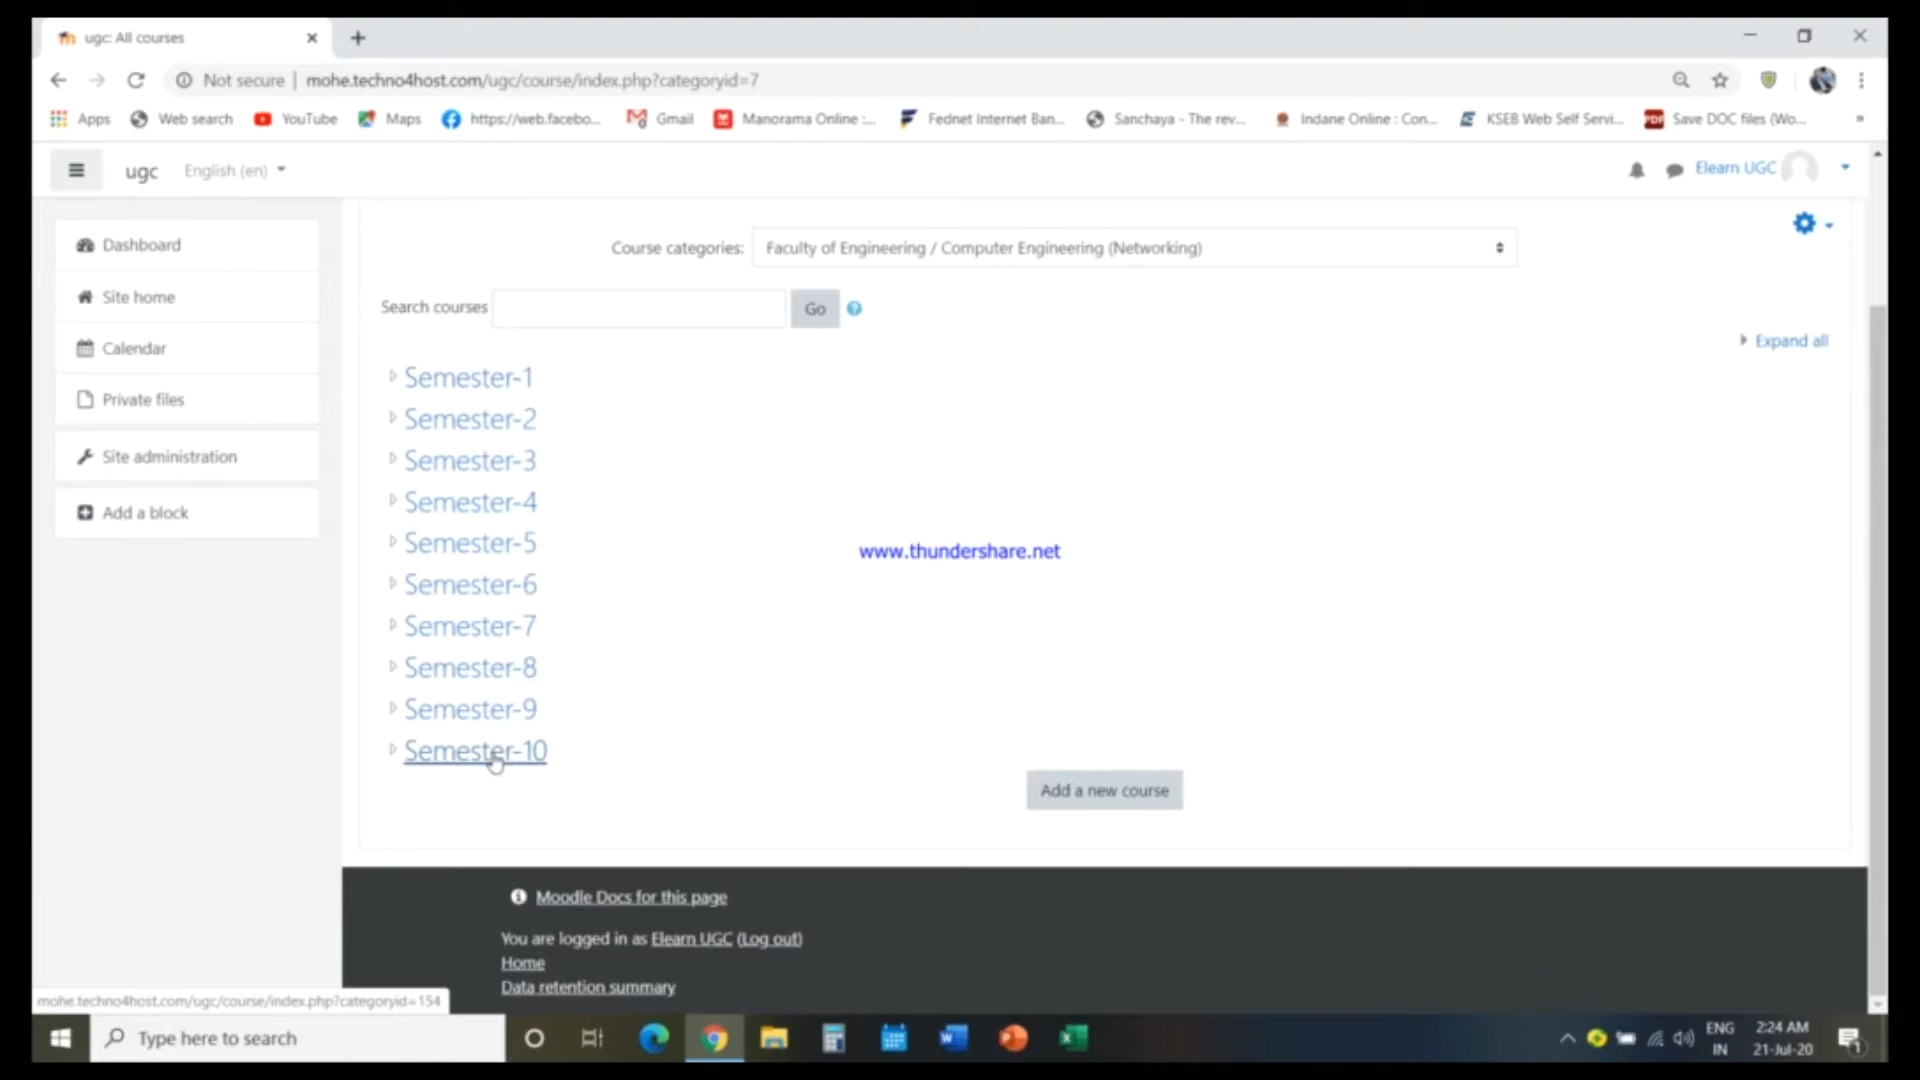 ugc: All courses
Not secure | mohe.techno4host.com/ugc/course/index.php?categoryid=7
Apps Web search YouTube Maps https://web.facebo... Gmail Manorama Online :... Fednet Internet Ban... Sanchaya - The rev... Indane Online : Con... KSEB Web Self Servi... Save DOC files (Wo... »
ugc English (en) Elearn UGC
Dashboard
Site home
Calendar
Private files
Site administration
Add a block
Course categories: Faculty of Engineering / Computer Engineering (Networking)
Search courses Go
Expand all
Semester-1
Semester-2
Semester-3
Semester-4
Semester-5
Semester-6
Semester-7
Semester-8
Semester-9
Semester-10
www.thundershare.net
Add a new course
Moodle Docs for this page
You are logged in as Elearn UGC (Log out)
Home
Data retention summary
mohe.techno4host.com/ugc/course/index.php?categoryid=154
Type here to search
ENG
IN
2:24 AM
21-Jul-20
1